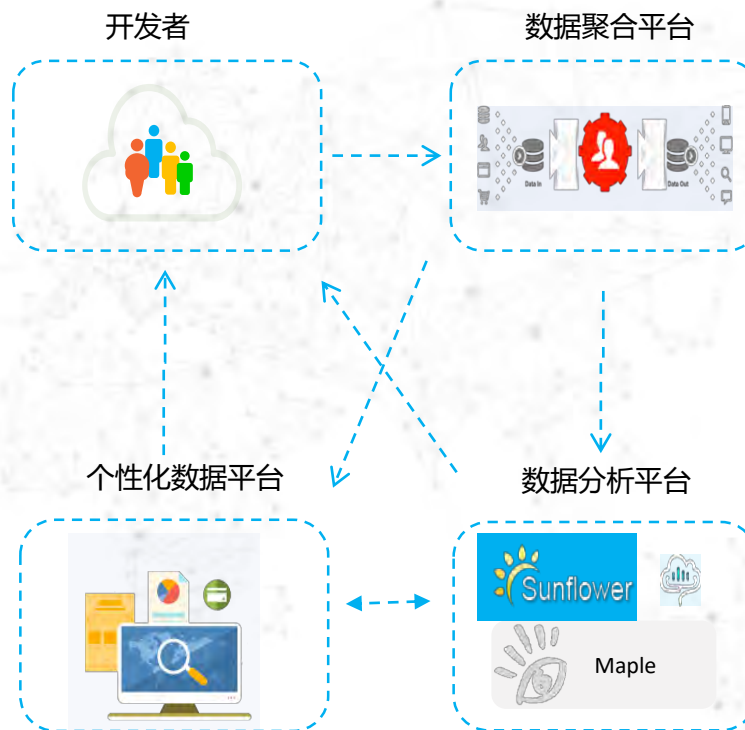 开发者
数据聚合平台
Data In
Data Out
个性化数据平台
数据分析平台
Sunflower
Maple